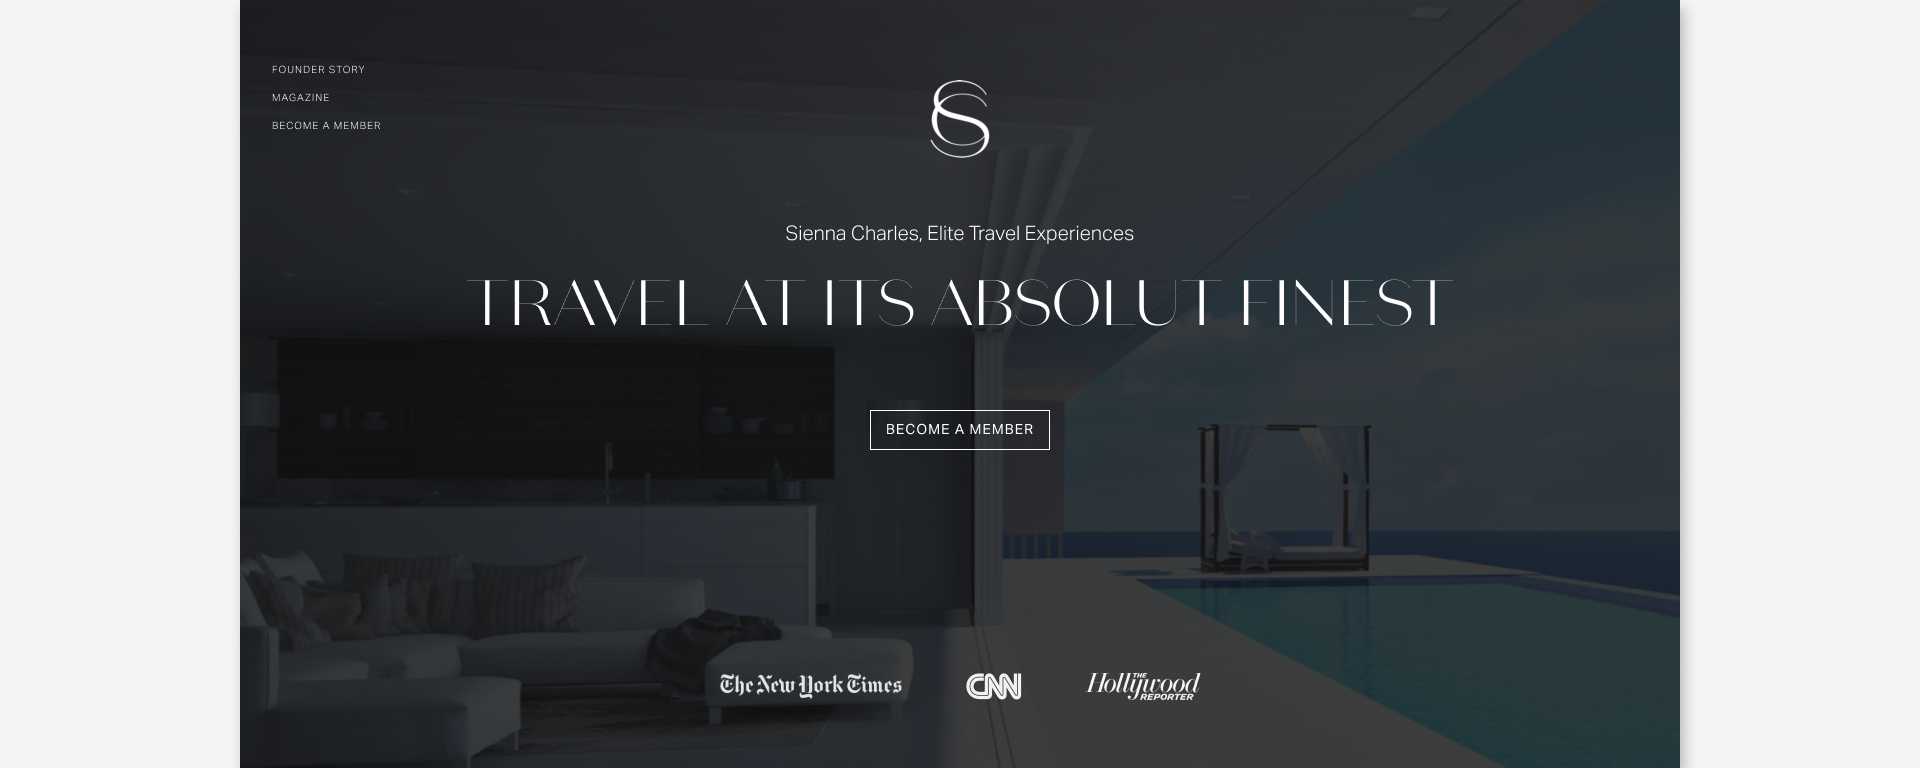 FOUNDER STORY
MAGAZINE
BECOME A MEMBER
Sienna Charles, Elite Travel Experiences
TRAVEL AT ITS ABSOLUT FINEST
BECOME A MEMBER
The New York Times
CNN
THE
Hollywood
REPORTER